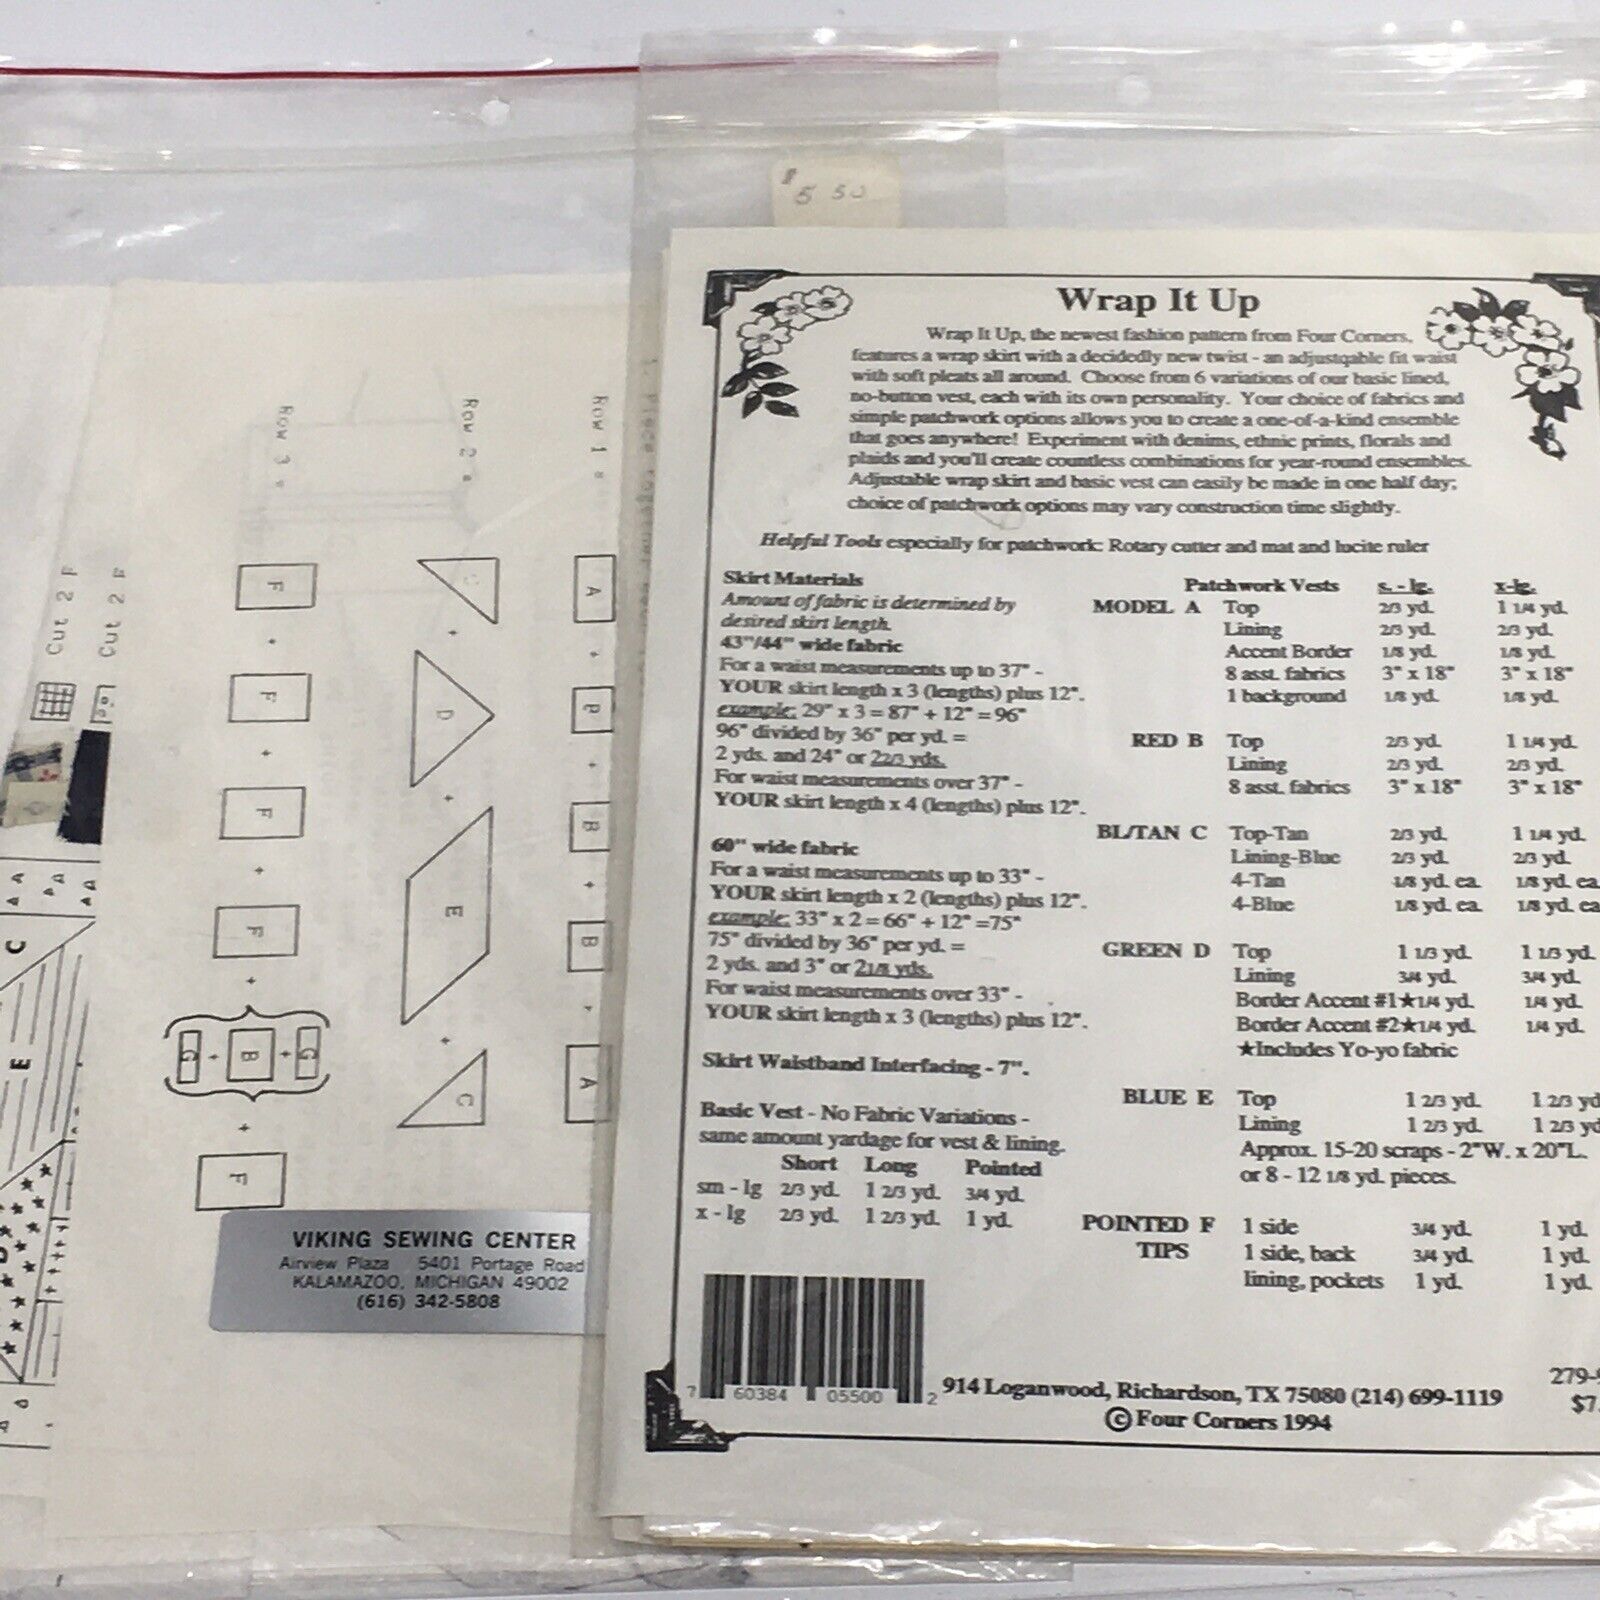 $5 50
Wrap It Up
Wrap It Up, the newest fashion pattern from Four Corners,
features a wrap skirt with a decidedly new twist - an adjustqable fit waist
with soft pleats all around. Choose from 6 variations of our basic lined,
no-button vest, each with its own personality. Your choice of fabrics and
simple patchwork options allows you to create a one-of-a-kind ensemble
that goes anywhere! Experiment with denims, ethnic prints, florals and
plaids and you'll create countless combinations for year-round ensembles.
Adjustable wrap skirt and basic vest can easily be made in one half day;
choice of patchwork options may vary construction time slightly.
Helpful Tools especially for patchwork: Rotary cutter and mat and lucite ruler
Skirt Materials
Amount of fabric is determined by
desired skirt length.
43"/44" wide fabric
For a waist measurements up to 37" -
YOUR skirt length x 3 (lengths) plus 12".
example: 29" x 3 = 87" + 12" = 96"
96" divided by 36" per yd. =
2 yds. and 24" or 2 2/3 yds.
For waist measurements over 37" -
YOUR skirt length x 4 (lengths) plus 12".
60" wide fabric
For a waist measurements up to 33" -
YOUR skirt length x 2 (lengths) plus 12".
example: 33" x 2 = 66" + 12" =75"
75" divided by 36" per yd. =
2 yds. and 3" or 2 1/8 yds.
For waist measurements over 33" -
YOUR skirt length x 3 (lengths) plus 12".
Skirt Waistband Interfacing - 7".
Basic Vest - No Fabric Variations -
same amount yardage for vest & lining.
Short Long Pointed
sm - lg 2/3 yd. 1 2/3 yd. 3/4 yd.
x - lg 2/3 yd. 1 2/3 yd. 1 yd.
Patchwork Vests s. - lg. x-lg.
MODEL A Top 2/3 yd. 1 1/4 yd.
Lining 2/3 yd. 2/3 yd.
Accent Border 1/8 yd. 1/8 yd.
8 asst. fabrics 3" x 18" 3" x 18"
1 background 1/8 yd. 1/8 yd.
RED B Top 2/3 yd. 1 1/4 yd.
Lining 2/3 yd. 2/3 yd.
8 asst. fabrics 3" x 18" 3" x 18"
BL/TAN C Top-Tan 2/3 yd. 1 1/4 yd.
Lining-Blue 2/3 yd. 2/3 yd.
4-Tan 1/8 yd. ea. 1/8 yd. ea
4-Blue 1/8 yd. ea. 1/8 yd. ea
GREEN D Top 1 1/3 yd. 1 1/3 yd.
Lining 3/4 yd. 3/4 yd.
Border Accent #1★1/4 yd. 1/4 yd.
Border Accent #2★1/4 yd. 1/4 yd.
★Includes Yo-yo fabric
BLUE E Top 1 2/3 yd. 1 2/3 yd
Lining 1 2/3 yd. 1 2/3 yd
Approx. 15-20 scraps - 2"W. x 20"L.
or 8 - 12 1/8 yd. pieces.
POINTED F 1 side 3/4 yd. 1 yd.
TIPS 1 side, back 3/4 yd. 1 yd.
lining, pockets 1 yd. 1 yd.
7 60384 05500 2
914 Loganwood, Richardson, TX 75080 (214) 699-1119
© Four Corners 1994
279-9
$7.
VIKING SEWING CENTER
Airview Plaza 5401 Portage Road
KALAMAZOO, MICHIGAN 49002
(616) 342-5808
Row 1
A + B + B + B + A
Row 2
C + D + E + C
Row 3
F + F + F + F + G + B + G + F
Cut 2 F
Cut 2 F
C
E